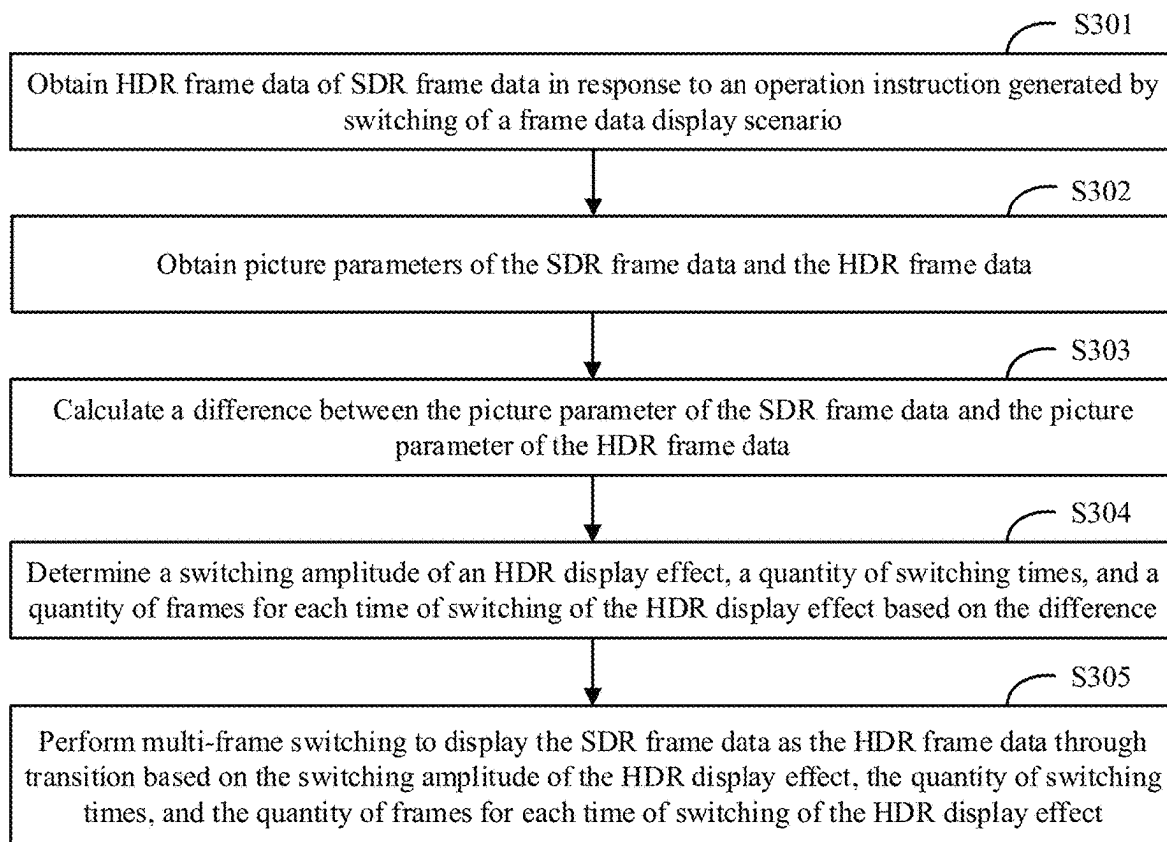 S301
Obtain HDR frame data of SDR frame data in response to an operation instruction generated by
switching of a frame data display scenario
S302
Obtain picture parameters of the SDR frame data and the HDR frame data
S303
Calculate a difference between the picture parameter of the SDR frame data and the picture
parameter of the HDR frame data
S304
Determine a switching amplitude of an HDR display effect, a quantity of switching times, and a
quantity of frames for each time of switching of the HDR display effect based on the difference
S305
Perform multi-frame switching to display the SDR frame data as the HDR frame data through
transition based on the switching amplitude of the HDR display effect, the quantity of switching
times, and the quantity of frames for each time of switching of the HDR display effect